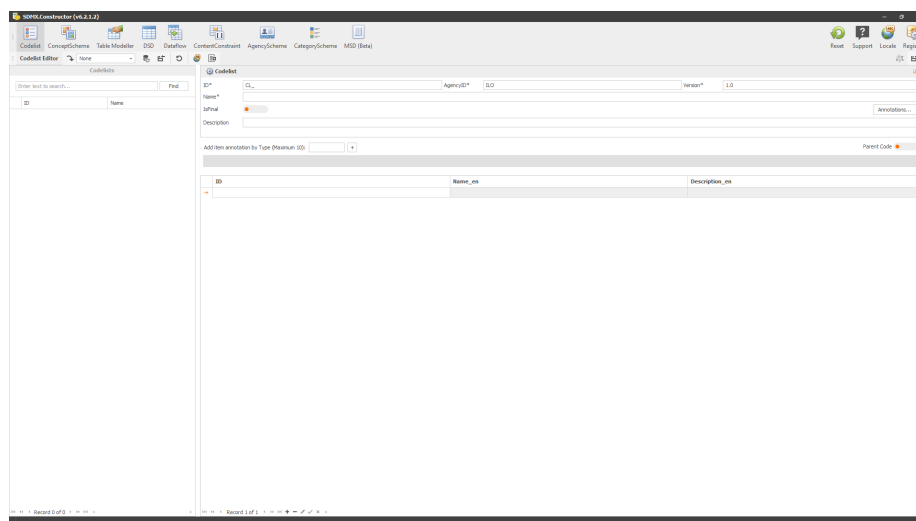 SDMX.Constructor (v6.2.1.2)
Codelist ConceptScheme Table Modeller DSD Dataflow ContentConstraint AgencyScheme CategoryScheme MSD (Beta) Reset Support Locale Regis
Codelist Editor None
Codelists
Enter text to search... Find
ID Name
Codelist
ID* CL_ AgencyID* ILO Version* 1.0
Name*
IsFinal Annotations...
Description
Add item annotation by Type (Maximum 10): + Parent Code
ID Name_en Description_en
Record 0 of 0
Record 1 of 1